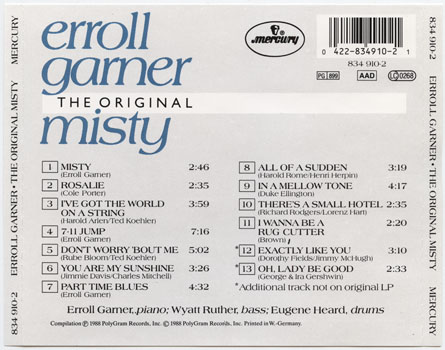 erroll
garner
THE ORIGINAL
misty
mercury
0 422-834910-2 1
834 910-2
PG 899 AAD LC 0268
1 MISTY 2:46
(Erroll Garner)
2 ROSALIE 2:35
(Cole Porter)
3 I'VE GOT THE WORLD 3:59
ON A STRING
(Harold Arlen/Ted Koehler)
4 7-11 JUMP 7:16
(Erroll Garner)
5 DON'T WORRY 'BOUT ME 5:02
(Rube Bloom/Ted Koehler)
6 YOU ARE MY SUNSHINE 3:26
(Jimmie Davis/Charles Mitchell)
7 PART TIME BLUES 4:32
(Erroll Garner)
8 ALL OF A SUDDEN 3:19
(Harold Rome/Henri Herpin)
9 IN A MELLOW TONE 4:17
(Duke Ellington)
10 THERE'S A SMALL HOTEL 2:35
(Richard Rodgers/Lorenz Hart)
11 I WANNA BE A 2:20
RUG CUTTER
(Brown)
*12 EXACTLY LIKE YOU 3:10
(Dorothy Fields/Jimmy McHugh)
*13 OH, LADY BE GOOD 2:33
(George & Ira Gershwin)
*Additional track not on original LP
Erroll Garner, piano; Wyatt Ruther, bass; Eugene Heard, drums
Compilation Ⓟ 1988 PolyGram Records, Inc. © 1988 PolyGram Records, Inc. Printed in W.-Germany.
834 910-2 ERROLL GARNER • THE ORIGINAL MISTY MERCURY
MERCURY ERROLL GARNER • THE ORIGINAL MISTY 834 910-2